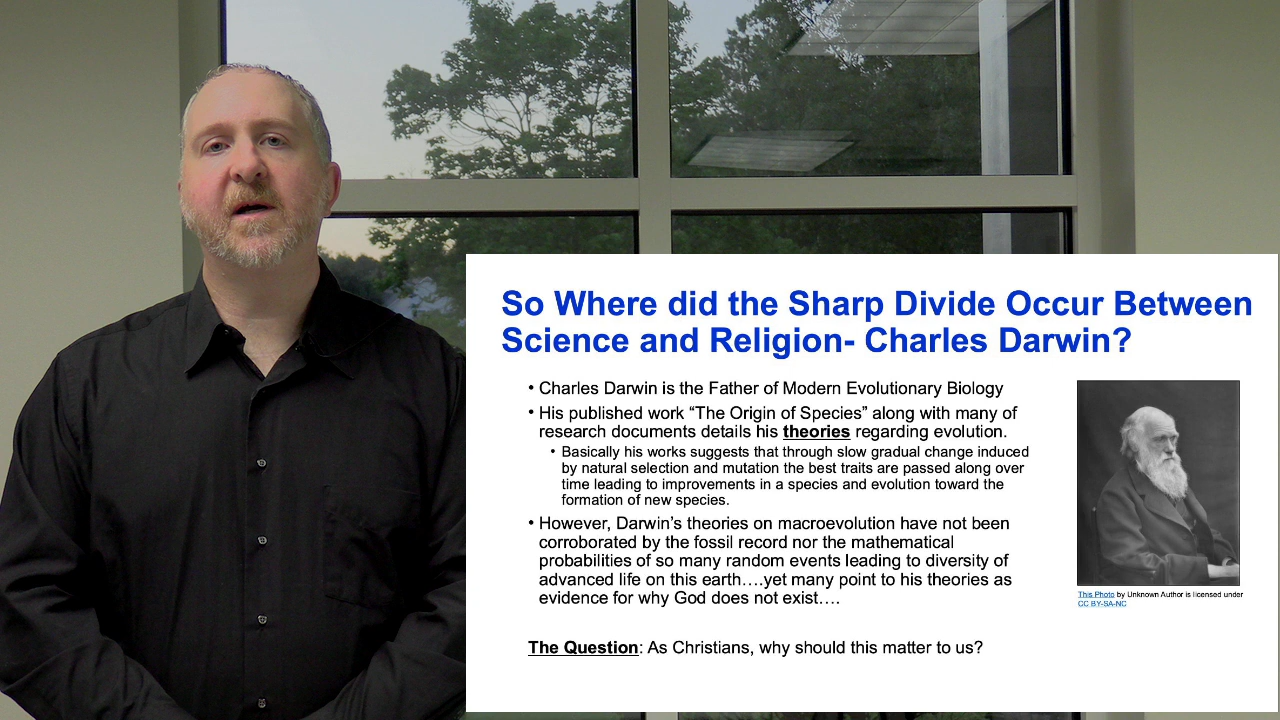 So Where did the Sharp Divide Occur Between
Science and Religion- Charles Darwin?
• Charles Darwin is the Father of Modern Evolutionary Biology
• His published work “The Origin of Species” along with many of
research documents details his theories regarding evolution.
• Basically his works suggests that through slow gradual change induced
by natural selection and mutation the best traits are passed along over
time leading to improvements in a species and evolution toward the
formation of new species.
• However, Darwin’s theories on macroevolution have not been
corroborated by the fossil record nor the mathematical
probabilities of so many random events leading to diversity of
advanced life on this earth….yet many point to his theories as
evidence for why God does not exist….
This Photo by Unknown Author is licensed under
CC BY-SA-NC
The Question: As Christians, why should this matter to us?